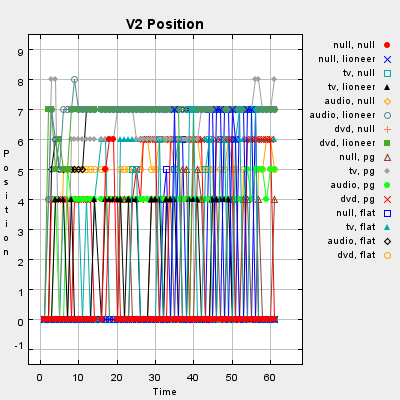 V2 Position
Position
9
8
7
6
5
4
3
2
1
0
-1
0
10
20
30
40
50
60
Time
null, null
null, lioneer
tv, null
tv, lioneer
audio, null
audio, lioneer
dvd, null
dvd, lioneer
null, pg
tv, pg
audio, pg
dvd, pg
null, flat
tv, flat
audio, flat
dvd, flat